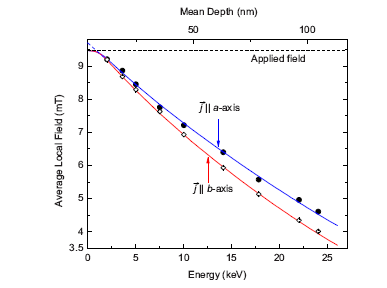 Mean Depth (nm)
50 100
Applied field
9
8
7
6
5
4
3.5
Average Local Field (mT)
J⃗ || a-axis
J⃗ || b-axis
0 5 10 15 20 25
Energy (keV)